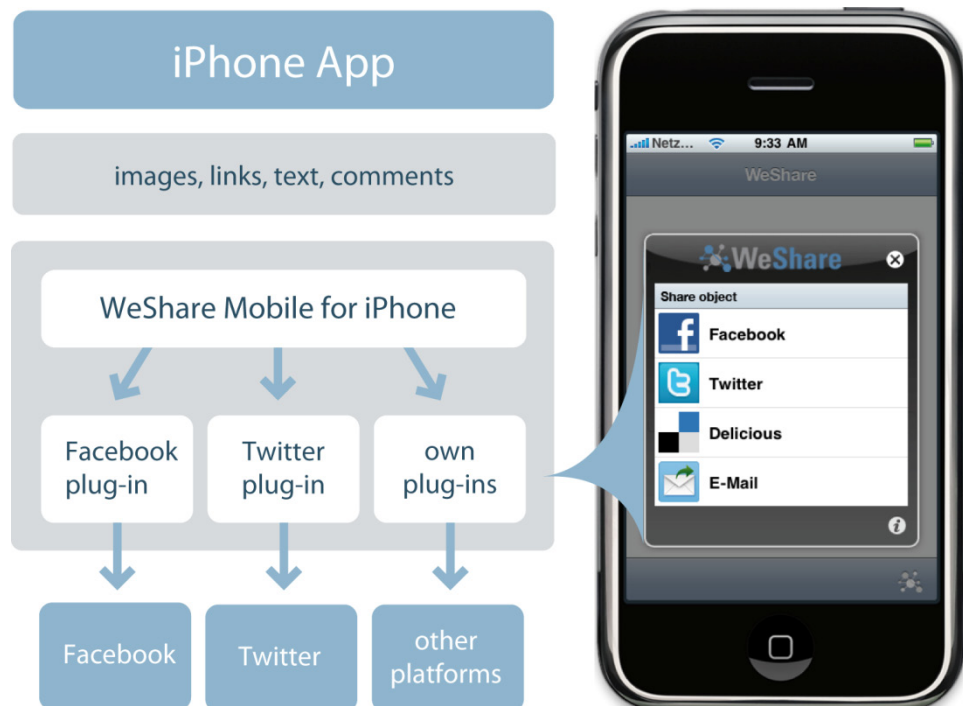 iPhone App
images, links, text, comments
WeShare Mobile for iPhone
Facebook
plug-in
Twitter
plug-in
own
plug-ins
Facebook
Twitter
other
platforms
Netz... 9:33 AM
WeShare
WeShare
Share object
Facebook
Twitter
Delicious
E-Mail